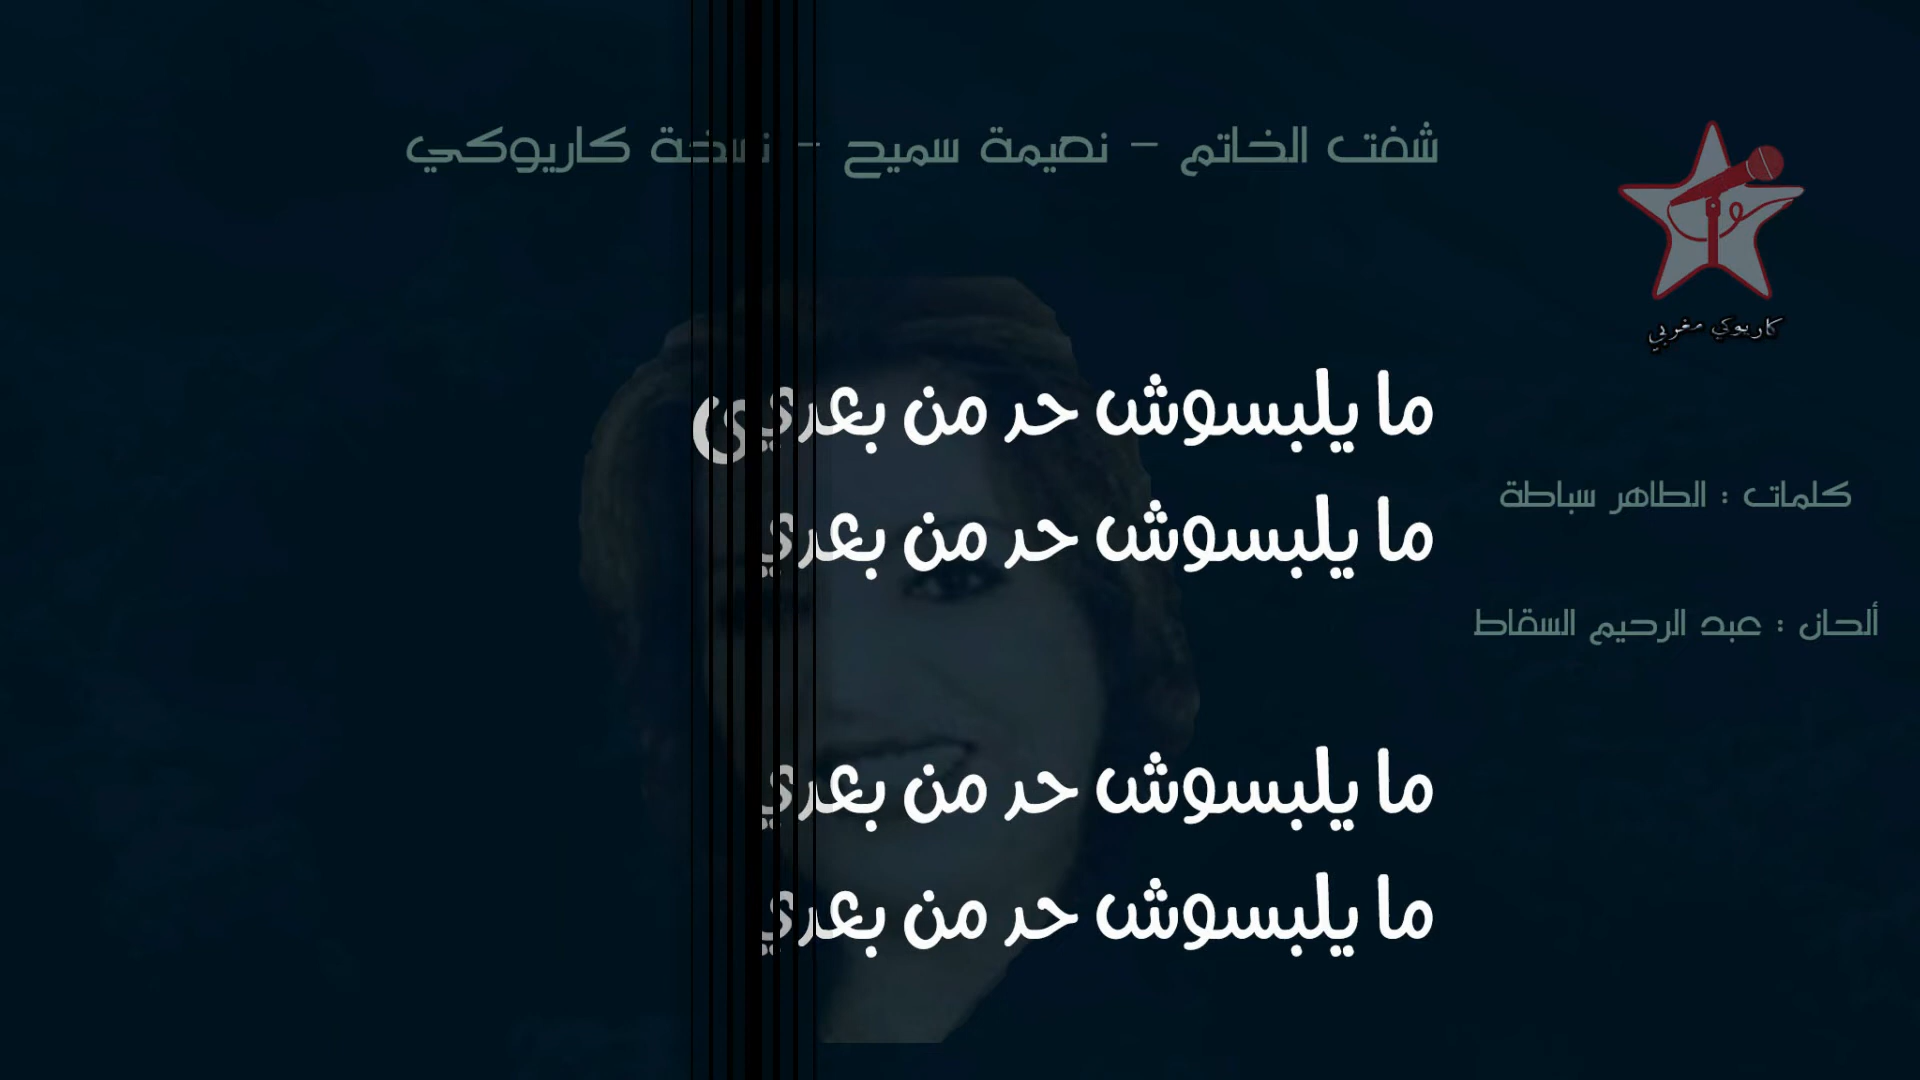 شفت الخاتم – نعيمة سميح - نسخة كاريوكي
كاريوكي مغربي
ما يلبسوش حر من بعدي
ما يلبسوش حر من بعدي
كلمات : الطاهر سباطة
ألحان : عبد الرحيم السقاط
ما يلبسوش حر من بعدي
ما يلبسوش حر من بعدي